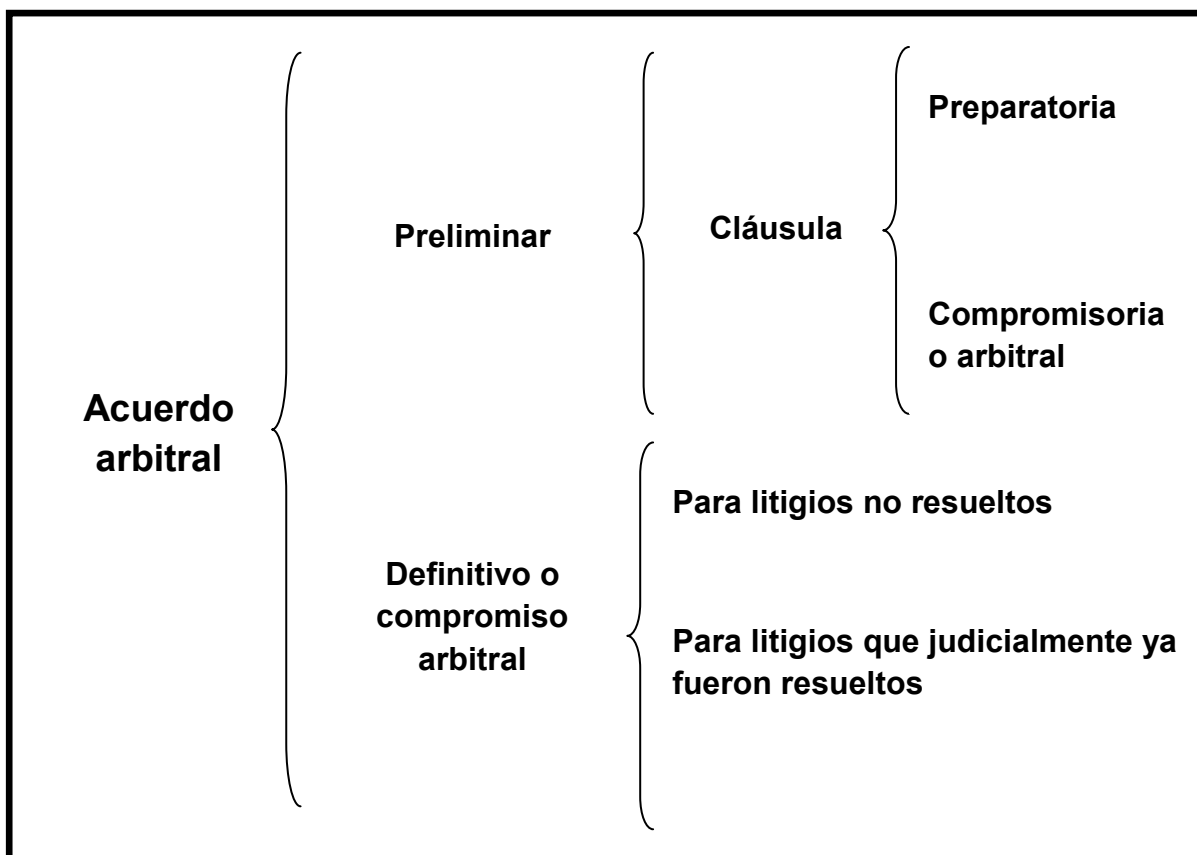 Acuerdo
arbitral
Preliminar
Cláusula
Preparatoria
Compromisoria
o arbitral
Definitivo o
compromiso
arbitral
Para litigios no resueltos
Para litigios que judicialmente ya
fueron resueltos